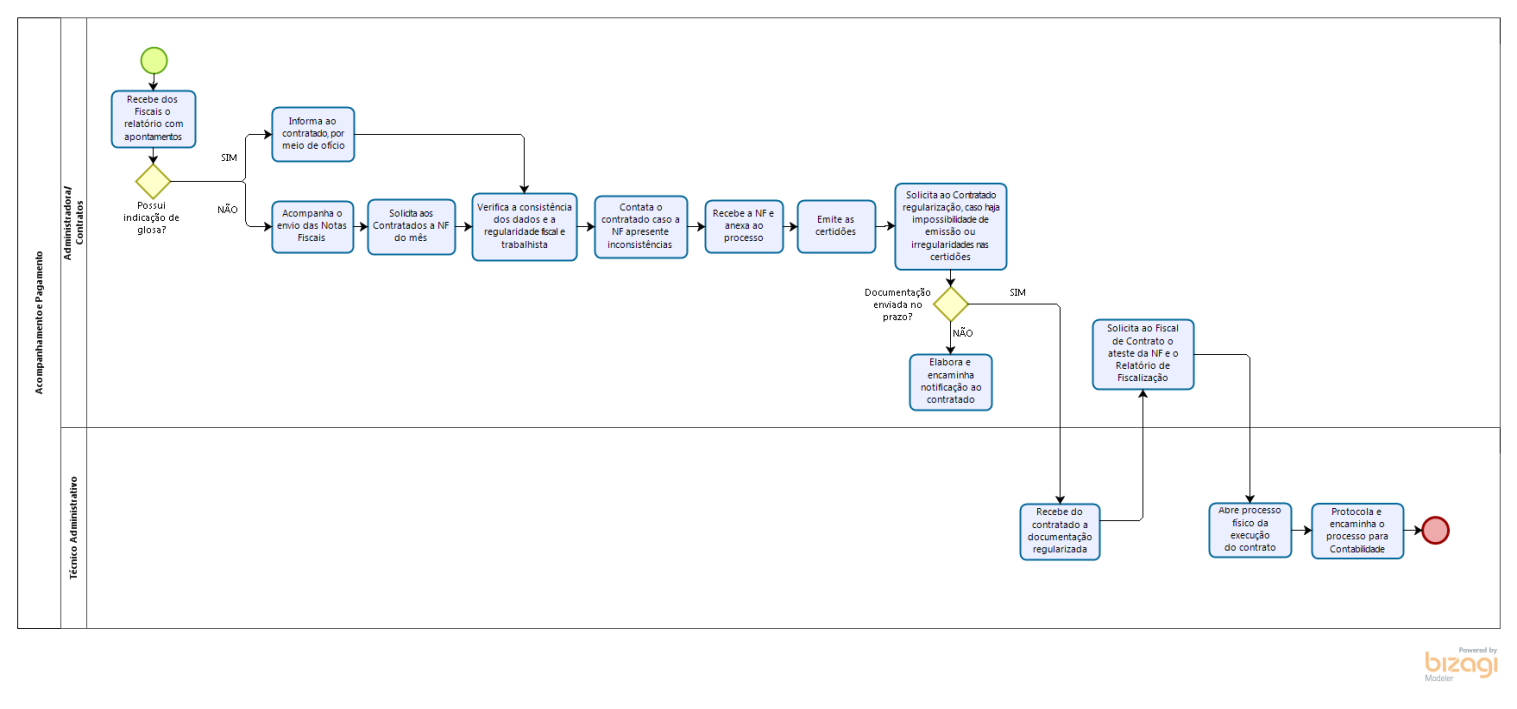 Acompanhamento e Pagamento
Administradora/
Contratos
Recebe dos
Fiscais o
relatório com
apontamentos
Possui
indicação de
glosa?
SIM
NÃO
Informa ao
contratado, por
meio de ofício
Acompanha o
envio das Notas
Fiscais
Solicita aos
Contratados a NF
do mês
Verifica a consistência
dos dados e a
regularidade fiscal e
trabalhista
Contata o
contratado caso a
NF apresente
inconsistências
Recebe a NF e
anexa ao
processo
Emite as
certidões
Solicita ao Contratado
regularização, caso haja
impossibilidade de
emissão ou
irregularidades nas
certidões
Documentação
enviada no
prazo?
SIM
NÃO
Elabora e
encaminha
notificação ao
contratado
Solicita ao Fiscal
de Contrato o
ateste da NF e o
Relatório de
Fiscalização
Técnico Administrativo
Recebe do
contratado a
documentação
regularizada
Abre processo
físico da
execução
do contrato
Protocola e
encaminha o
processo para
Contabilidade
Powered by
bizagi
Modeler